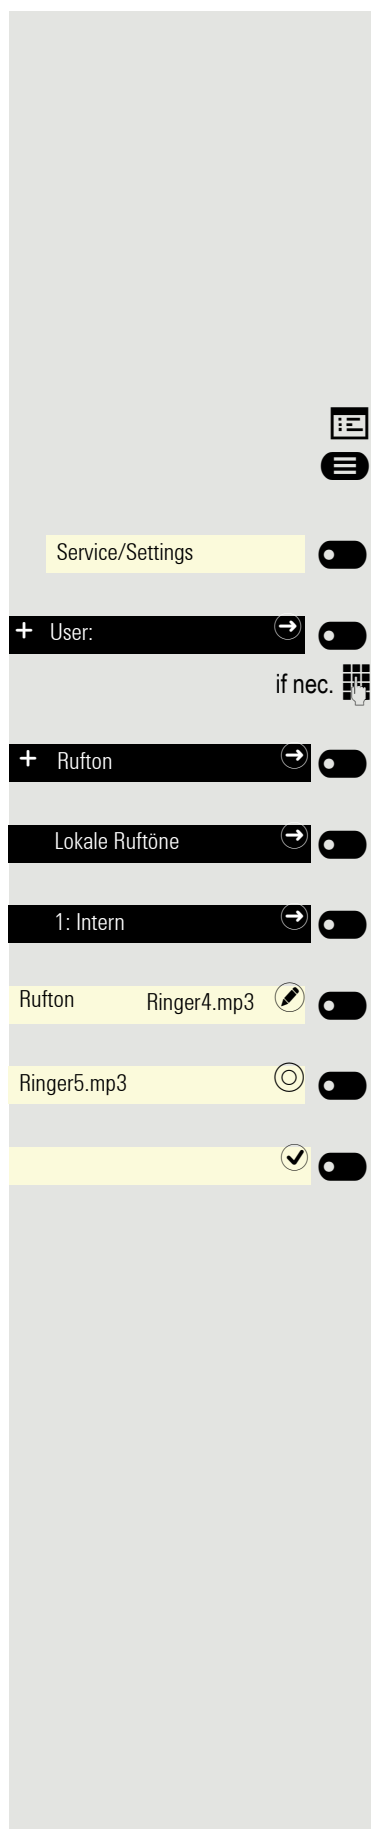 Service/Settings
+ User:
if nec.
+ Rufton
Lokale Ruftöne
1: Intern
Rufton Ringer4.mp3
Ringer5.mp3